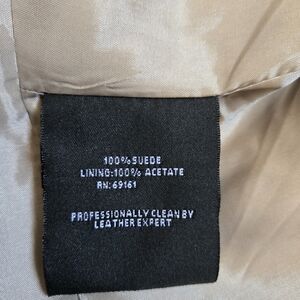 100% SUEDE
LINING:100% ACETATE
RN: 69161
PROFESSIONALLY CLEAN BY
LEATHER EXPERT